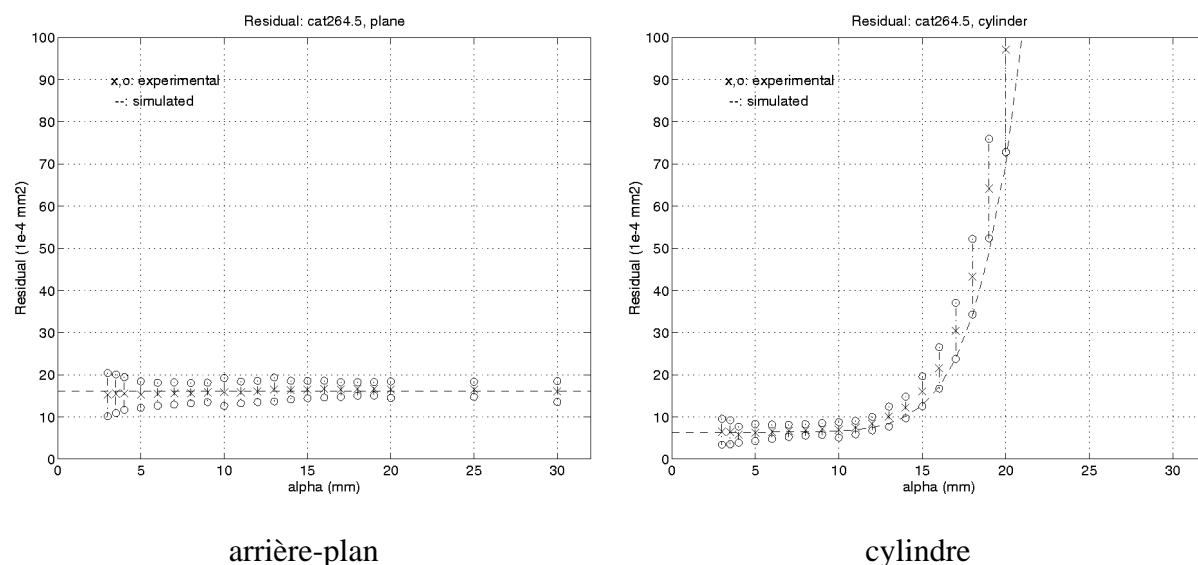 Residual: cat264.5, plane
100
90
80
70
60
50
40
30
20
10
0
Residual (1e-4 mm2)
x,o: experimental
--: simulated
0 5 10 15 20 25 30
alpha (mm)
arrière-plan
Residual: cat264.5, cylinder
100
90
80
70
60
50
40
30
20
10
0
Residual (1e-4 mm2)
x,o: experimental
--: simulated
0 5 10 15 20 25 30
alpha (mm)
cylindre